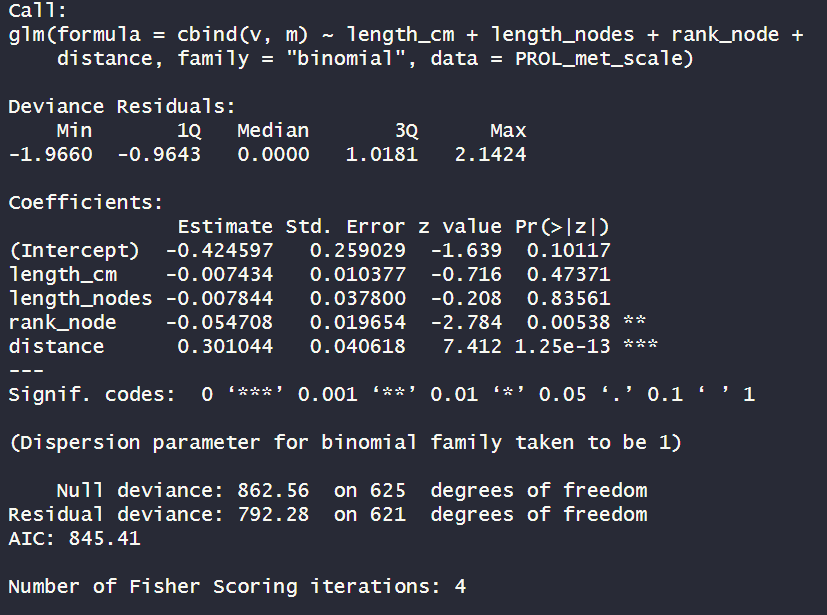 Call:
glm(formula = cbind(v, m) ~ length_cm + length_nodes + rank_node +
    distance, family = "binomial", data = PROL_met_scale)

Deviance Residuals:
    Min       1Q   Median       3Q      Max
-1.9660  -0.9643   0.0000   1.0181   2.1424

Coefficients:
              Estimate Std. Error z value Pr(>|z|)
(Intercept)  -0.424597   0.259029  -1.639  0.10117
length_cm    -0.007434   0.010377  -0.716  0.47371
length_nodes -0.007844   0.037800  -0.208  0.83561
rank_node    -0.054708   0.019654  -2.784  0.00538 **
distance      0.301044   0.040618   7.412 1.25e-13 ***
---
Signif. codes:  0 ‘***’ 0.001 ‘**’ 0.01 ‘*’ 0.05 ‘.’ 0.1 ‘ ’ 1

(Dispersion parameter for binomial family taken to be 1)

    Null deviance: 862.56  on 625  degrees of freedom
Residual deviance: 792.28  on 621  degrees of freedom
AIC: 845.41

Number of Fisher Scoring iterations: 4